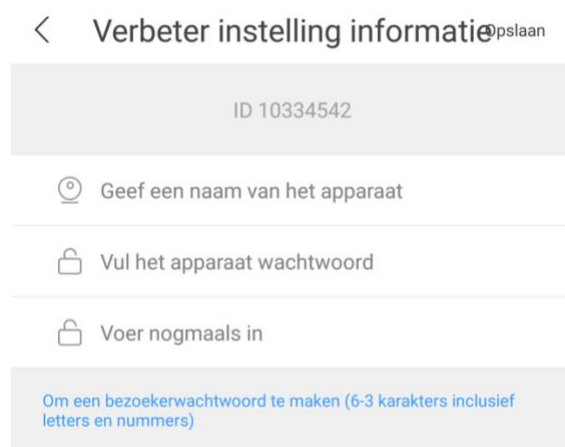 Verbeter instelling informatie Opslaan
ID 10334542
Geef een naam van het apparaat
Vul het apparaat wachtwoord
Voer nogmaals in
Om een bezoekerwachtwoord te maken (6-3 karakters inclusief
letters en nummers)